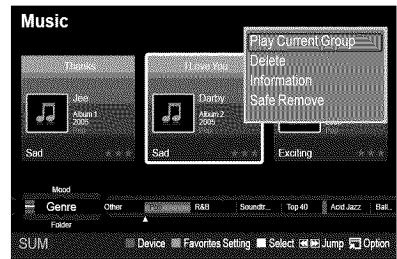 Music
Play Current Group
Delete
Information
Safe Remove
Thanks
I Love You
Jee
Album 1
2005
Pop
Darby
Album 2
2005
Pop
Sad
Sad
Exciting
Mood
Genre
Folder
Other
R&B
Soundtr...
Top 40
Acid Jazz
Ball..
SUM
Device
Favorites Setting
Select
Jump
Option